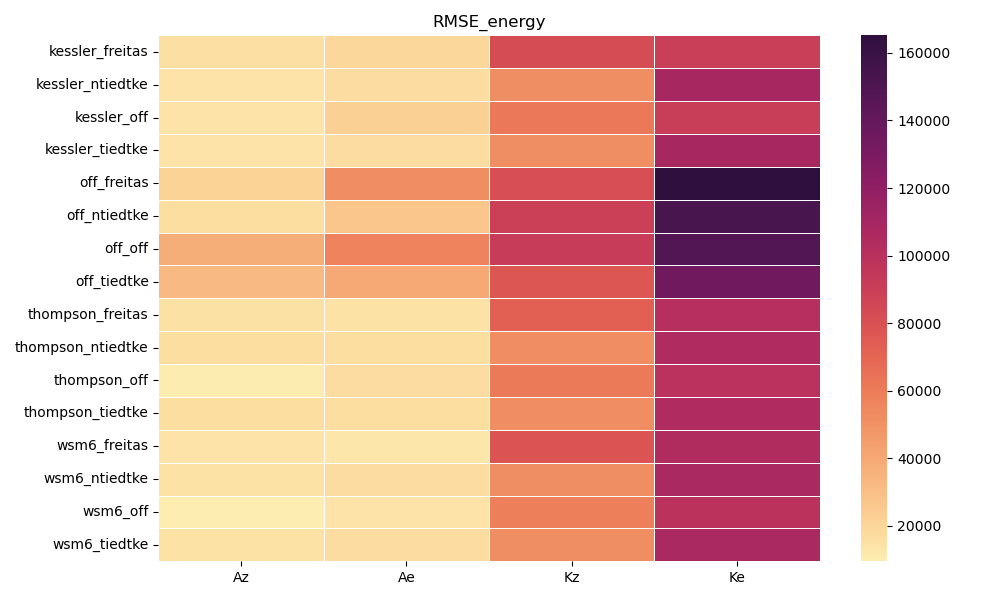 RMSE_energy
kessler_freitas
kessler_ntiedtke
kessler_off
kessler_tiedtke
off_freitas
off_ntiedtke
off_off
off_tiedtke
thompson_freitas
thompson_ntiedtke
thompson_off
thompson_tiedtke
wsm6_freitas
wsm6_ntiedtke
wsm6_off
wsm6_tiedtke
Az Ae Kz Ke
160000
140000
120000
100000
80000
60000
40000
20000